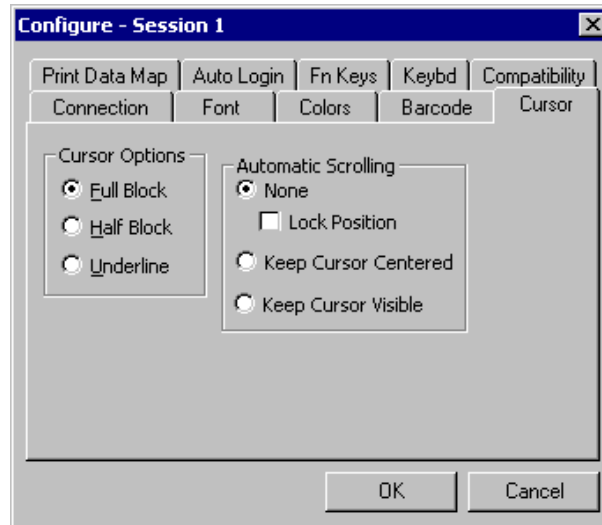 Configure - Session 1
Print Data Map Auto Login Fn Keys Keybd Compatibility
Connection Font Colors Barcode Cursor
Cursor Options
Full Block
Half Block
Underline
Automatic Scrolling
None
Lock Position
Keep Cursor Centered
Keep Cursor Visible
OK Cancel